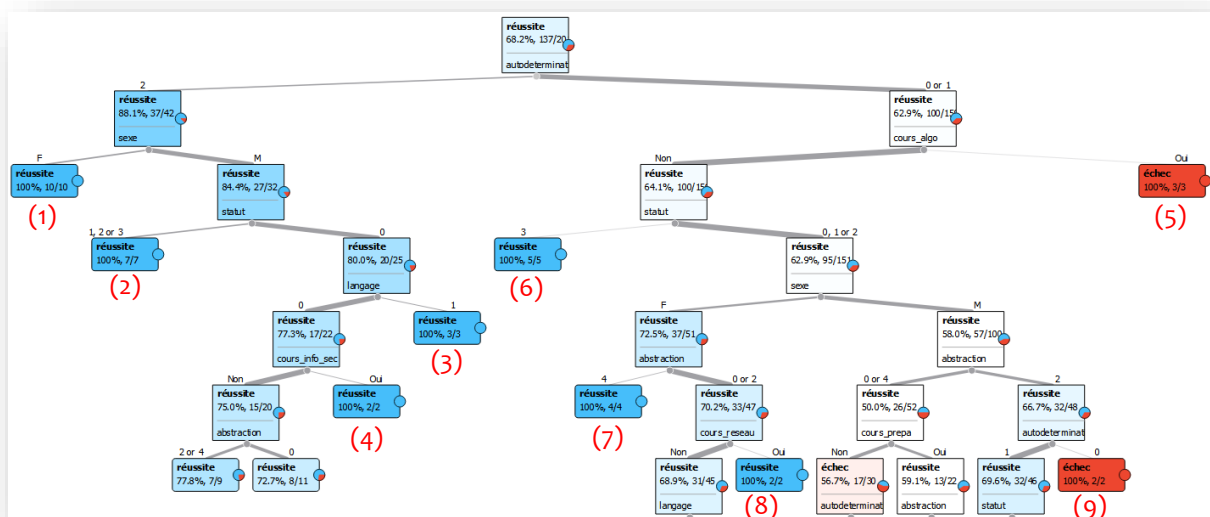 réussite
68.2%, 137/20
autodeterminat
2
0 or 1
réussite
88.1%, 37/42
sexe
réussite
62.9%, 100/15
cours_algo
F
M
Non
Oui
réussite
100%, 10/10
(1)
réussite
84.4%, 27/32
statut
réussite
64.1%, 100/15
statut
échec
100%, 3/3
(5)
1, 2 or 3
0
3
0, 1 or 2
réussite
100%, 7/7
(2)
réussite
80.0%, 20/25
langage
réussite
100%, 5/5
(6)
réussite
62.9%, 95/151
sexe
0
1
F
M
réussite
77.3%, 17/22
cours_info_sec
réussite
100%, 3/3
(3)
réussite
72.5%, 37/51
abstraction
réussite
58.0%, 57/100
abstraction
Non
Oui
4
0 or 2
0 or 4
2
réussite
75.0%, 15/20
abstraction
réussite
100%, 2/2
(4)
réussite
100%, 4/4
(7)
réussite
70.2%, 33/47
cours_reseau
réussite
50.0%, 26/52
cours_prepa
réussite
66.7%, 32/48
autodeterminat
2 or 4
0
Non
Oui
Non
Oui
1
0
réussite
77.8%, 7/9
réussite
72.7%, 8/11
réussite
68.9%, 31/45
langage
réussite
100%, 2/2
(8)
échec
56.7%, 17/30
autodeterminat
réussite
59.1%, 13/22
abstraction
réussite
69.6%, 32/46
statut
échec
100%, 2/2
(9)